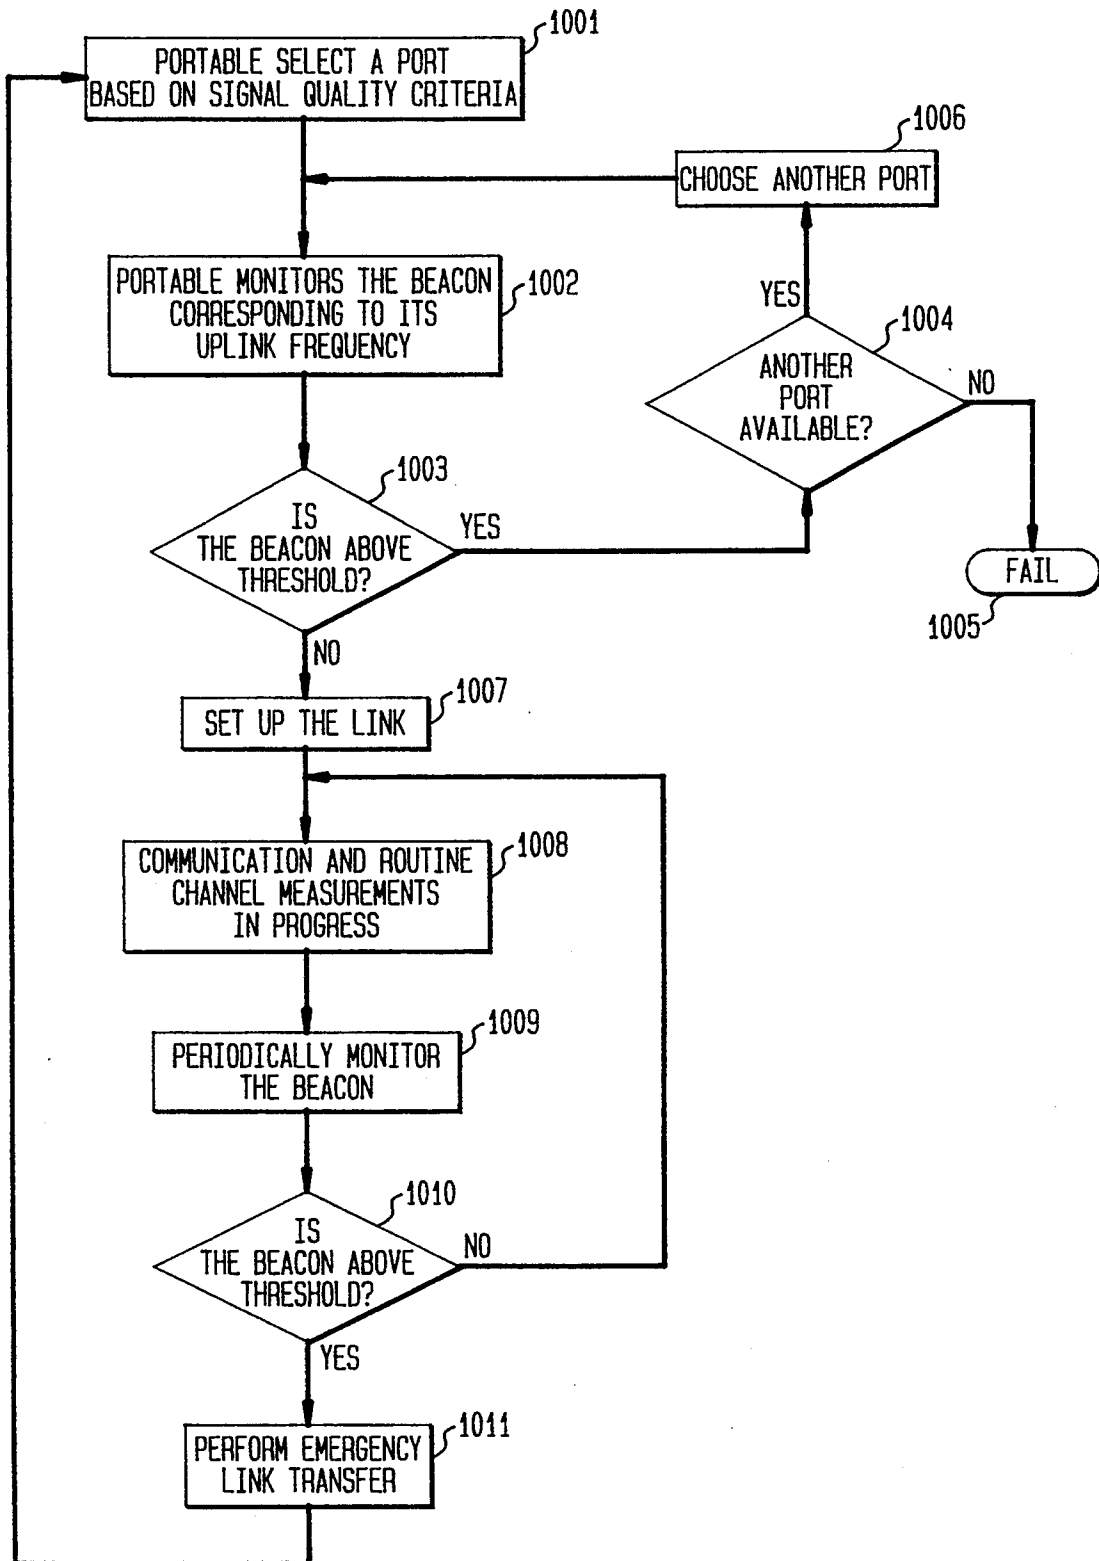 1001
PORTABLE SELECT A PORT
BASED ON SIGNAL QUALITY CRITERIA
1006
CHOOSE ANOTHER PORT
PORTABLE MONITORS THE BEACON
CORRESPONDING TO ITS
UPLINK FREQUENCY
1002
YES
1004
ANOTHER
PORT
AVAILABLE?
NO
1003
IS
THE BEACON ABOVE
THRESHOLD?
YES
FAIL
1005
NO
1007
SET UP THE LINK
1008
COMMUNICATION AND ROUTINE
CHANNEL MEASUREMENTS
IN PROGRESS
1009
PERIODICALLY MONITOR
THE BEACON
1010
IS
THE BEACON ABOVE
THRESHOLD?
NO
YES
1011
PERFORM EMERGENCY
LINK TRANSFER